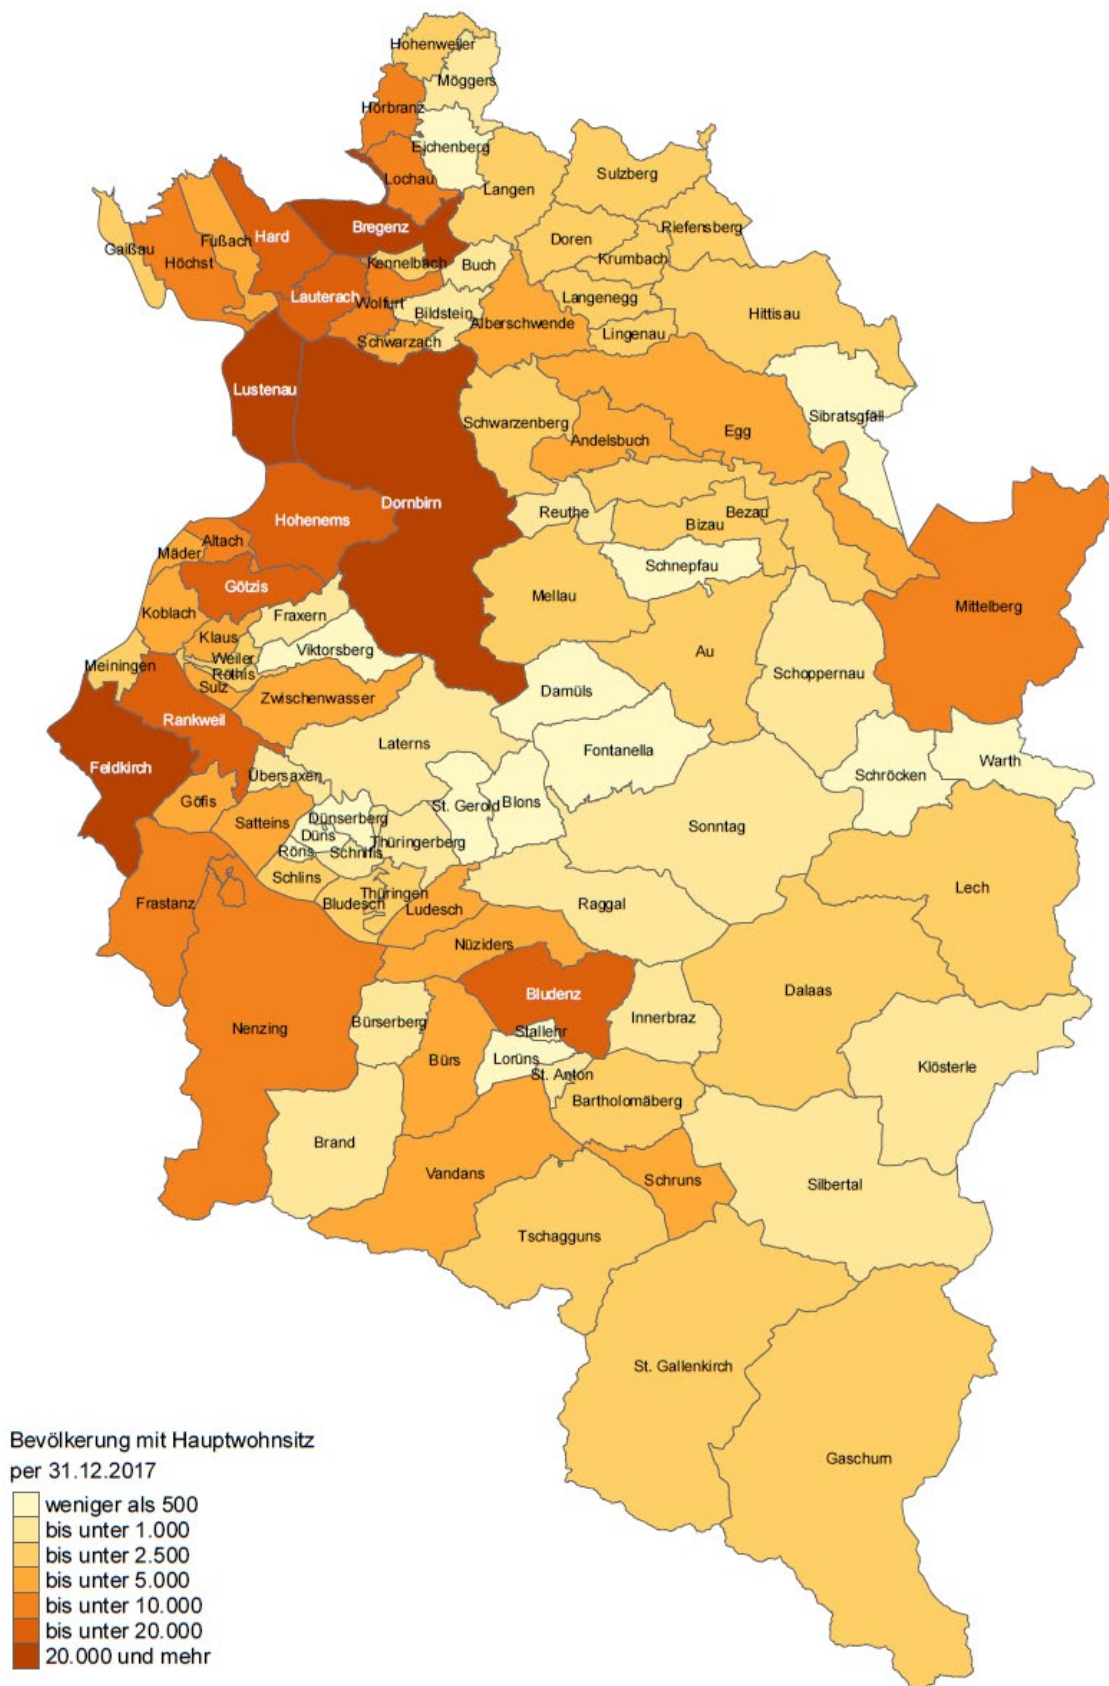 Hohenweiler
Möggers
Hörbranz
Eichenberg
Lochau
Langen
Sulzberg
Gaißau
Höchst
Fußach
Hard
Bregenz
Kennelbach
Buch
Doren
Riefensberg
Krumbach
Lauterach
Wolfurt
Bildstein
Langenegg
Hittisau
Schwarzach
Alberschwende
Lingenau
Lustenau
Sibratsgfäll
Schwarzenberg
Andelsbuch
Egg
Dornbirn
Hohenems
Reuthe
Bizau
Bezau
Altach
Mäder
Schnepfau
Götzis
Mellau
Mittelberg
Koblach
Fraxern
Klaus
Viktorsberg
Weiler
Au
Meiningen
Röthis
Schoppernau
Sulz
Zwischenwasser
Damüls
Rankweil
Laterns
Fontanella
Feldkirch
Übersaxen
Schröcken
Warth
Göfis
St. Gerold
Blons
Satteins
Dünserberg
Düns
Thüringerberg
Sonntag
Röns
Schnifis
Schlins
Thüringen
Lech
Frastanz
Bludesch
Ludesch
Raggal
Nüziders
Bludenz
Dalaas
Nenzing
Bürserberg
Innerbraz
Stallehr
Bürs
Lorüns
Klösterle
St. Anton
Bartholomäberg
Brand
Vandans
Schruns
Silbertal
Tschagguns
St. Gallenkirch
Gaschurn
Bevölkerung mit Hauptwohnsitz
per 31.12.2017
weniger als 500
bis unter 1.000
bis unter 2.500
bis unter 5.000
bis unter 10.000
bis unter 20.000
20.000 und mehr